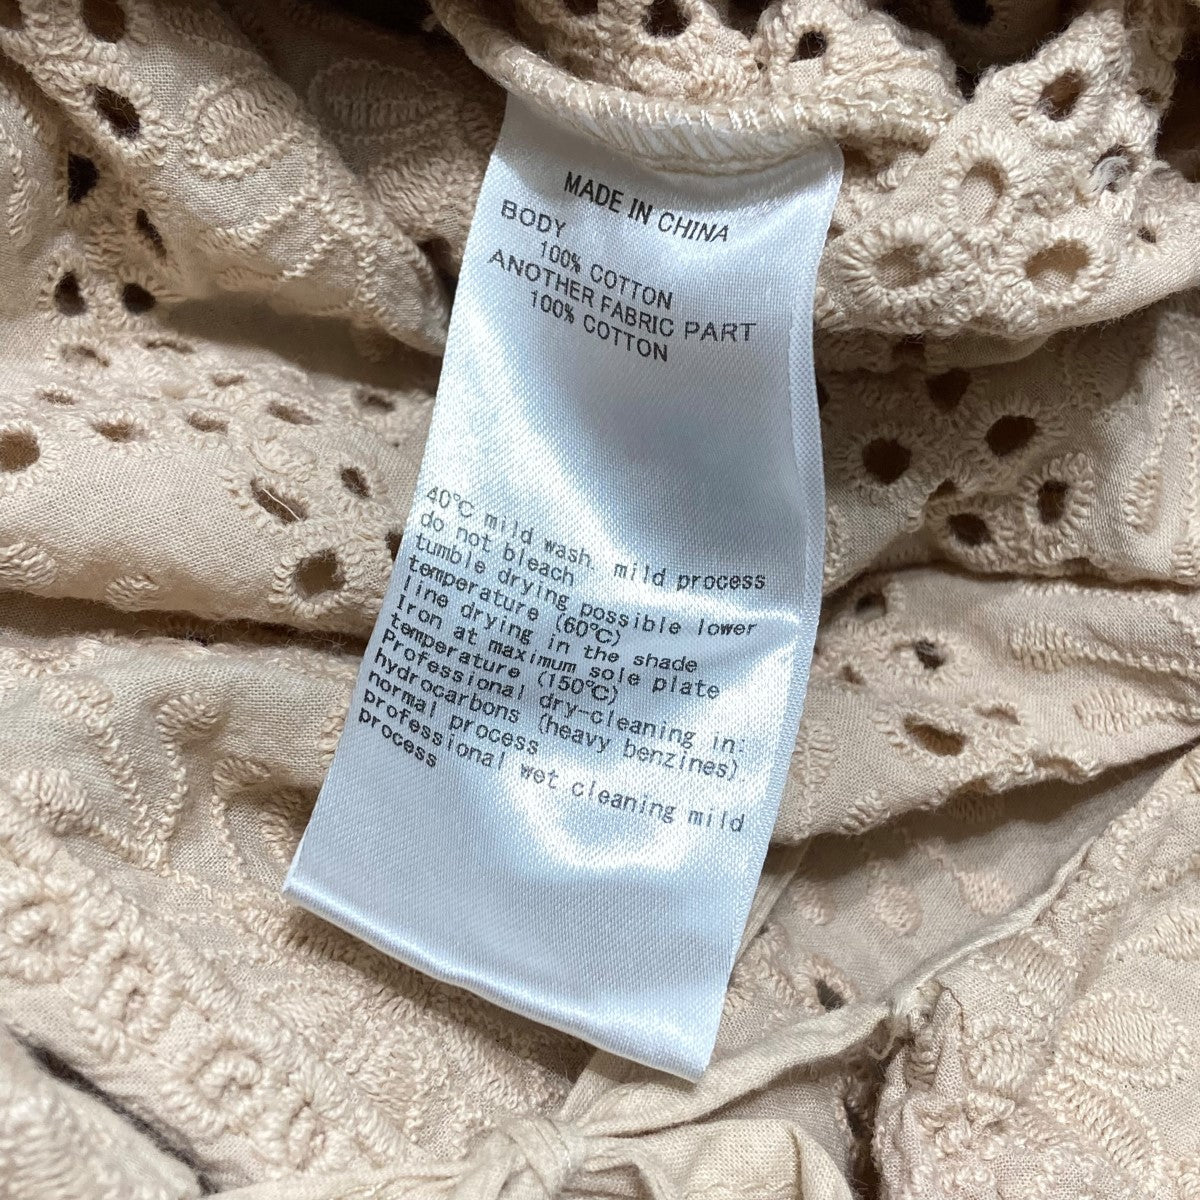 MADE IN CHINA
BODY
100% COTTON
ANOTHER FABRIC PART
100% COTTON
40℃ mild wash, mild process
do not bleach
tumble drying possible lower
temperature (60℃)
line drying in the shade
Iron at maximum sole plate
temperature (150℃)
Professional dry-cleaning in:
hydrocarbons (heavy benzines).
normal process
professional wet cleaning mild
process